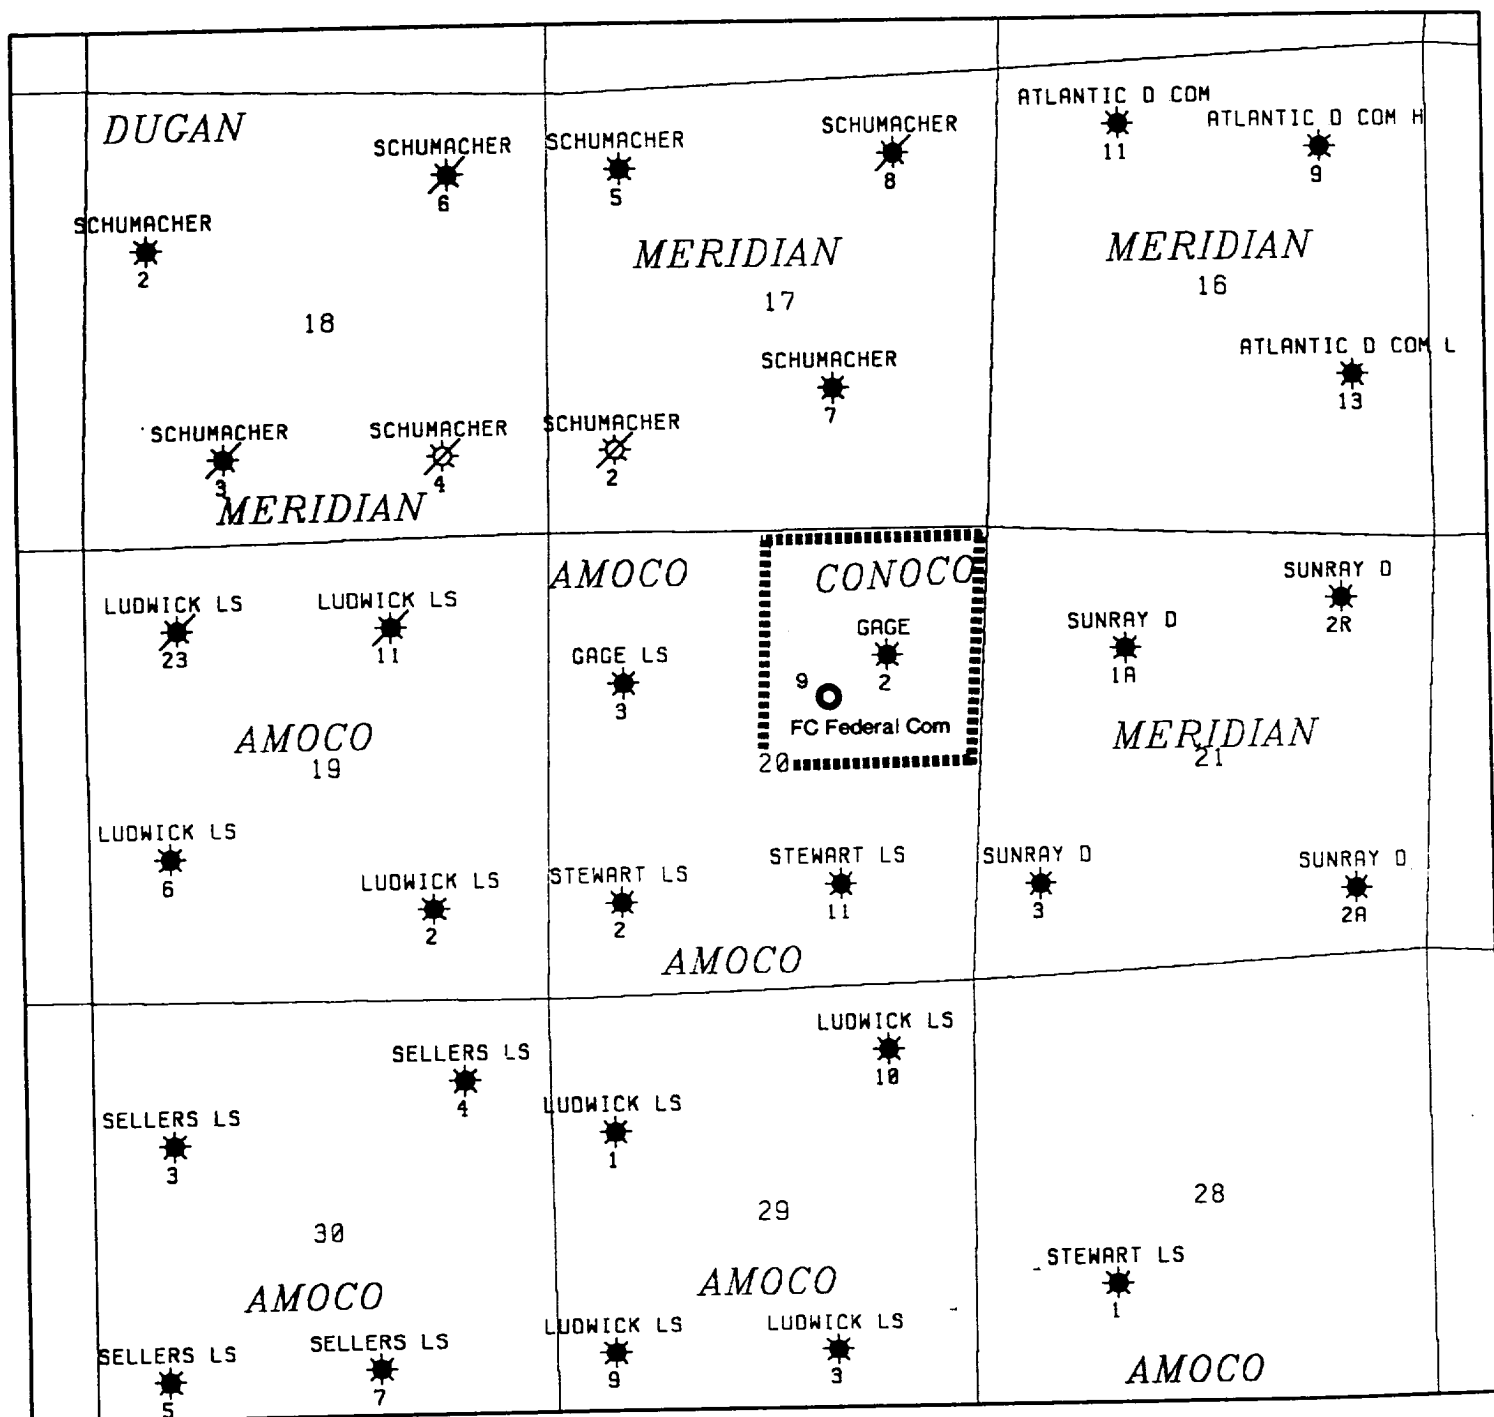 ATLANTIC D COM
11
ATLANTIC D COM H
9
DUGAN
SCHUMACHER
6
SCHUMACHER
5
SCHUMACHER
8
SCHUMACHER
2
MERIDIAN
17
MERIDIAN
16
18
SCHUMACHER
7
ATLANTIC D COM L
13
SCHUMACHER
3
SCHUMACHER
4
SCHUMACHER
2
MERIDIAN
AMOCO
CONOCO
LUDWICK LS
23
LUDWICK LS
11
GAGE LS
3
GAGE
2
9
FC Federal Com
20
SUNRAY D
1A
SUNRAY D
2R
AMOCO
19
MERIDIAN
21
LUDWICK LS
6
LUDWICK LS
2
STEWART LS
2
STEWART LS
11
SUNRAY D
3
SUNRAY D
2A
AMOCO
SELLERS LS
4
LUDWICK LS
10
SELLERS LS
3
LUDWICK LS
1
30
29
28
STEWART LS
1
AMOCO
AMOCO
SELLERS LS
5
SELLERS LS
7
LUDWICK LS
9
LUDWICK LS
3
AMOCO